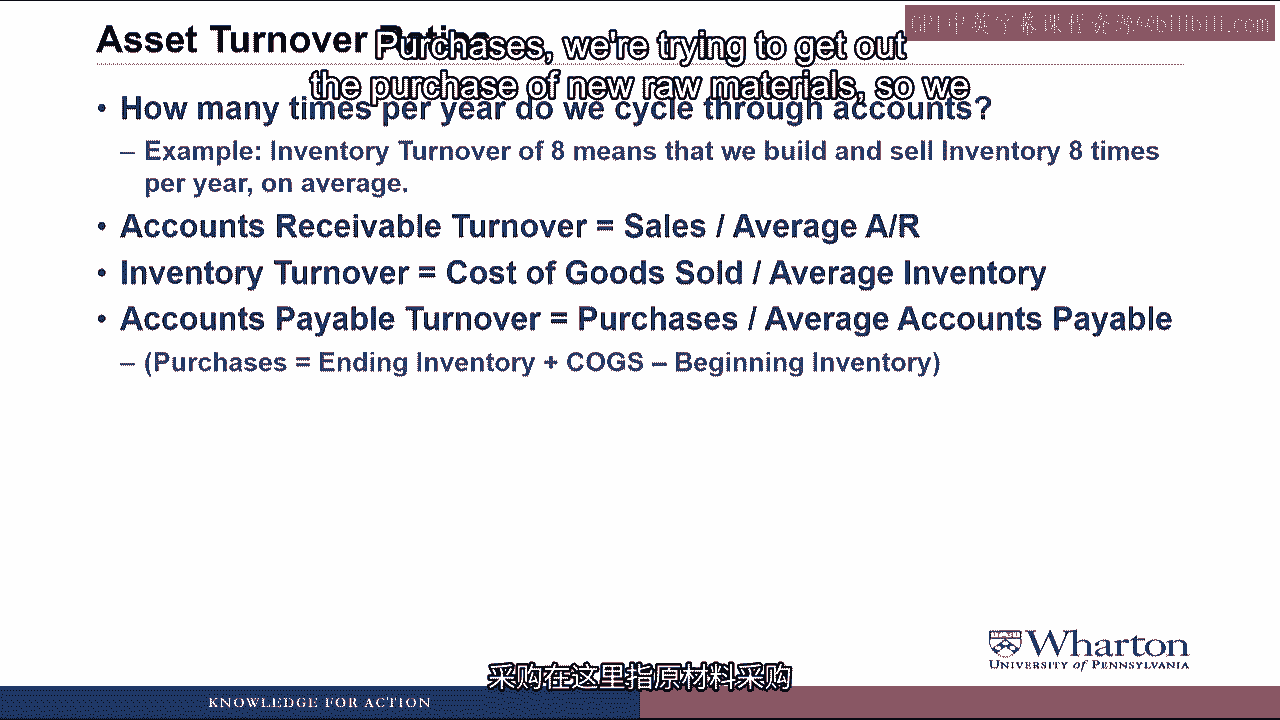 Asset Turnover
GPT中英字幕课程资源@bilibili.com
Purchases, we're trying to get out
the purchase of new raw materials, so we
• How many times per year do we cycle through accounts?
– Example: Inventory Turnover of 8 means that we build and sell Inventory 8 times
per year, on average.
• Accounts Receivable Turnover = Sales / Average A/R
• Inventory Turnover = Cost of Goods Sold / Average Inventory
• Accounts Payable Turnover = Purchases / Average Accounts Payable
– (Purchases = Ending Inventory + COGS – Beginning Inventory)
Wharton
UNIVERSITY of PENNSYLVANIA
采购在这里指原材料采购
KNOWLEDGE FOR ACTION